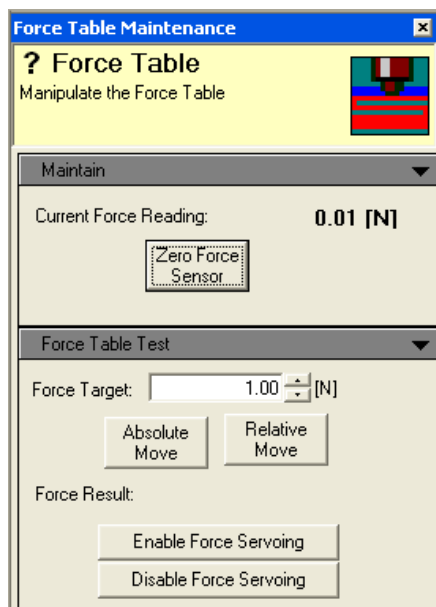 Force Table Maintenance
? Force Table
Manipulate the Force Table
Maintain
Current Force Reading: 0.01 [N]
Zero Force
Sensor
Force Table Test
Force Target: 1.00 [N]
Absolute
Move
Relative
Move
Force Result:
Enable Force Servoing
Disable Force Servoing